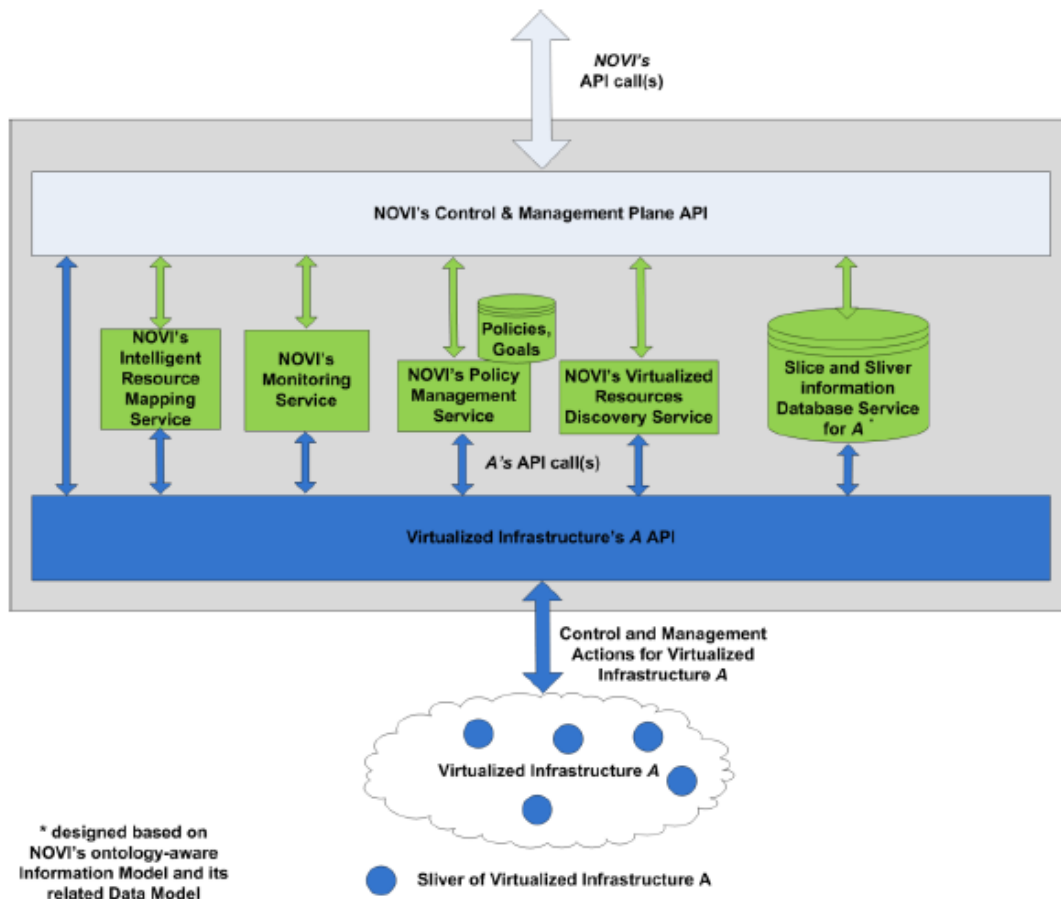 NOVI's
API call(s)
NOVI's Control & Management Plane API
NOVI's
Intelligent
Resource
Mapping
Service
NOVI's
Monitoring
Service
Policies,
Goals
NOVI's Policy
Management
Service
NOVI's Virtualized
Resources
Discovery Service
Slice and Sliver
information
Database Service
for A *
A's API call(s)
Virtualized Infrastructure's A API
Control and Management
Actions for Virtualized
Infrastructure A
Virtualized Infrastructure A
* designed based on
NOVI's ontology-aware
Information Model and its
related Data Model
Sliver of Virtualized Infrastructure A